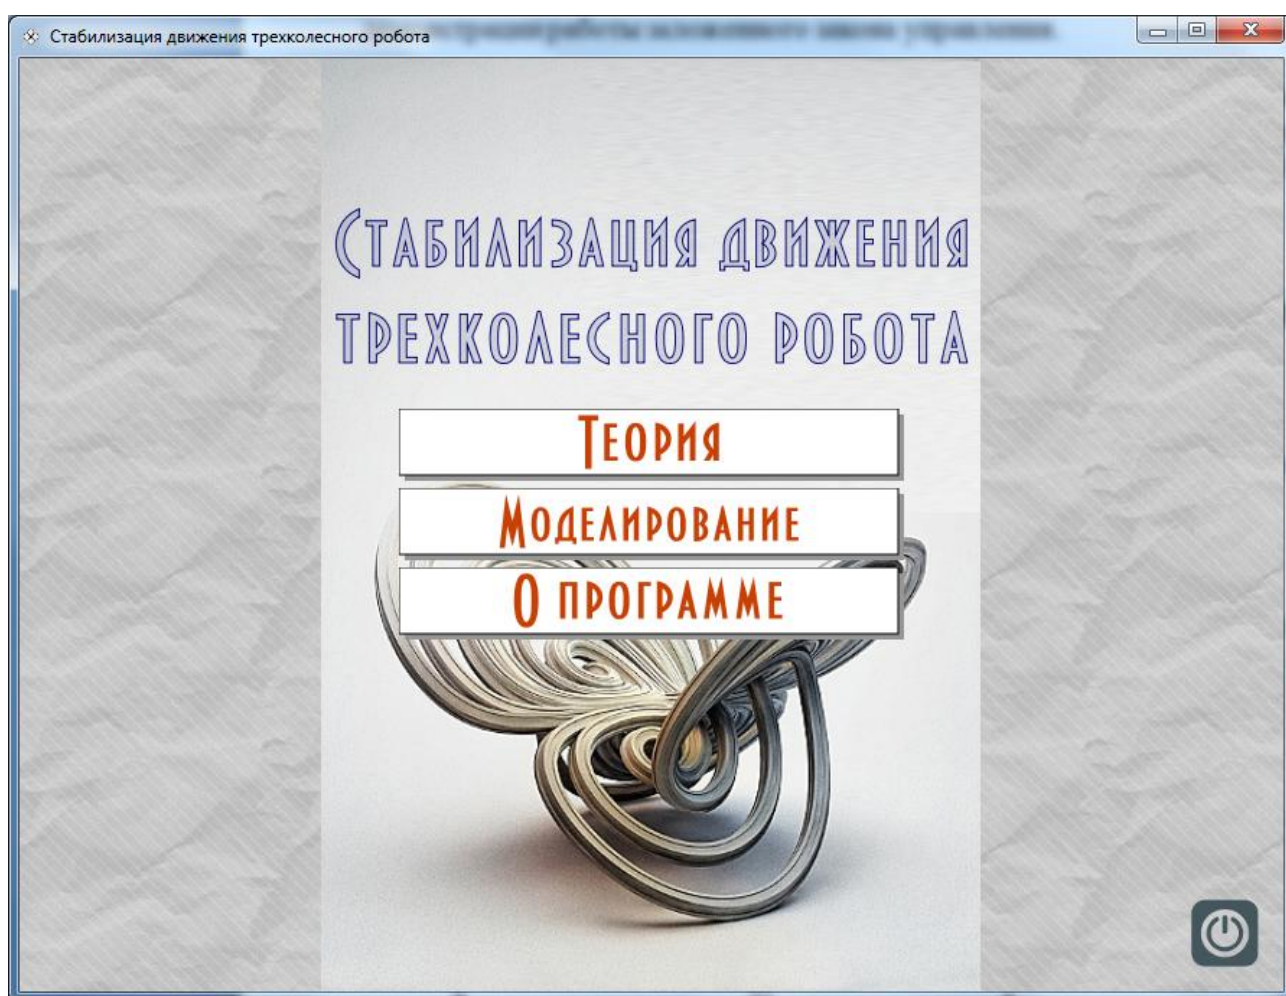 Стабилизация движения трехколесного робота
Стабилизация движения
трехколесного робота
Теория
Моделирование
О программе